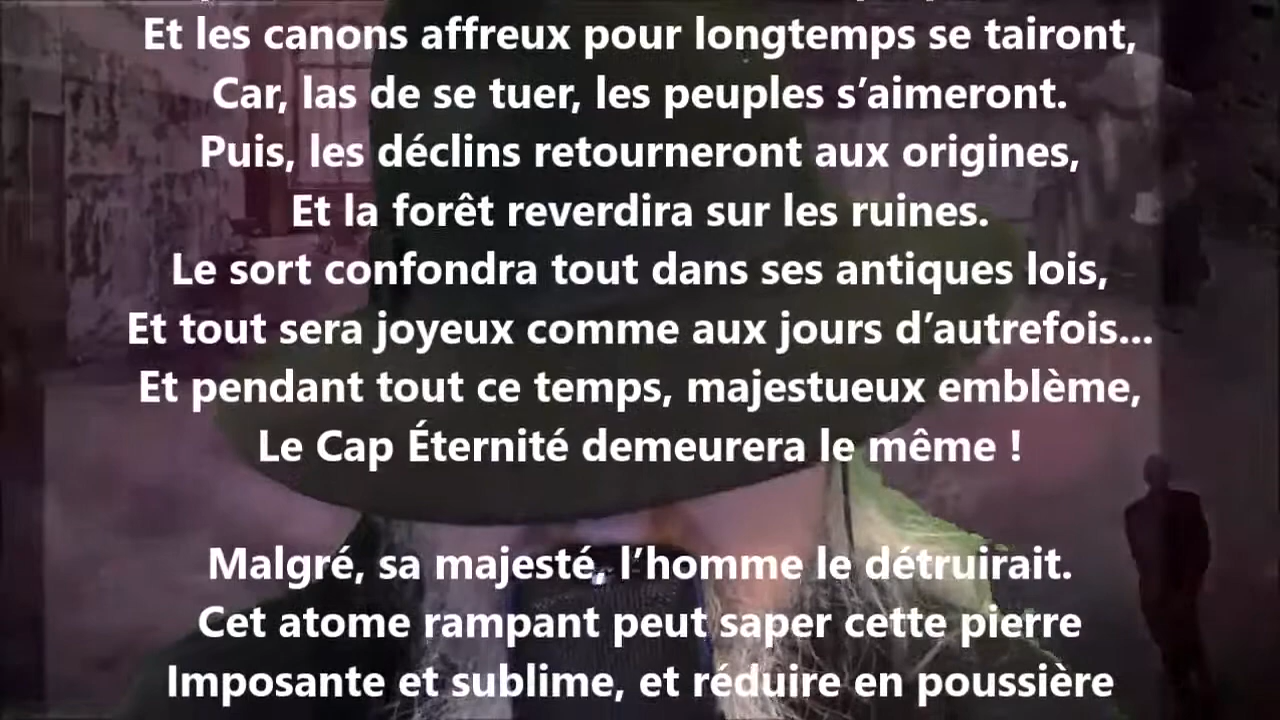 Et les canons affreux pour longtemps se tairont,
Car, las de se tuer, les peuples s’aimeront.
Puis, les déclins retourneront aux origines,
Et la forêt reverdira sur les ruines.
Le sort confondra tout dans ses antiques lois,
Et tout sera joyeux comme aux jours d’autrefois...
Et pendant tout ce temps, majestueux emblème,
Le Cap Éternité demeurera le même !
Malgré, sa majesté, l’homme le détruirait.
Cet atome rampant peut saper cette pierre
Imposante et sublime, et réduire en poussière